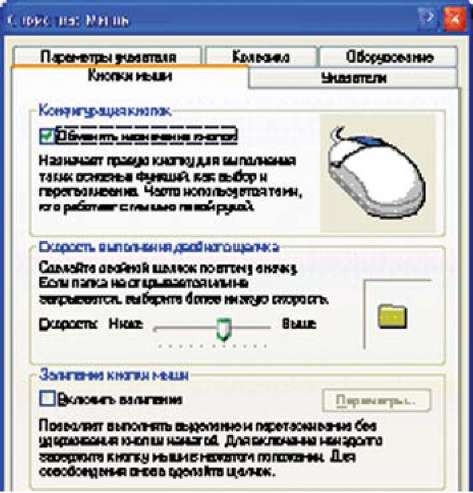 Свойства: Мышь
Параметры указателя
Колесико
Оборудование
Кнопки мыши
Указатели
Конфигурация кнопок
Обменять назначение кнопок
Назначает правую кнопку для выполнения
таких основных функций, как выбор и
перетаскивание. Часто используется теми,
кто работает с мышью левой рукой.
Скорость выполнения двойного щелчка
Сделайте двойной щелчок по этому значку.
Если папка не открывается или не
закрывается, выберите более низкую скорость.
Скорость: Ниже Выше
Залипание кнопки мыши
Включить залипание
Параметры...
Позволяет выполнять выделение и перетаскивание без
удерживания кнопки нажатой. Для включения ненадолго
задержите кнопку мыши в нажатом положении. Для
освобождения снова сделайте щелчок.